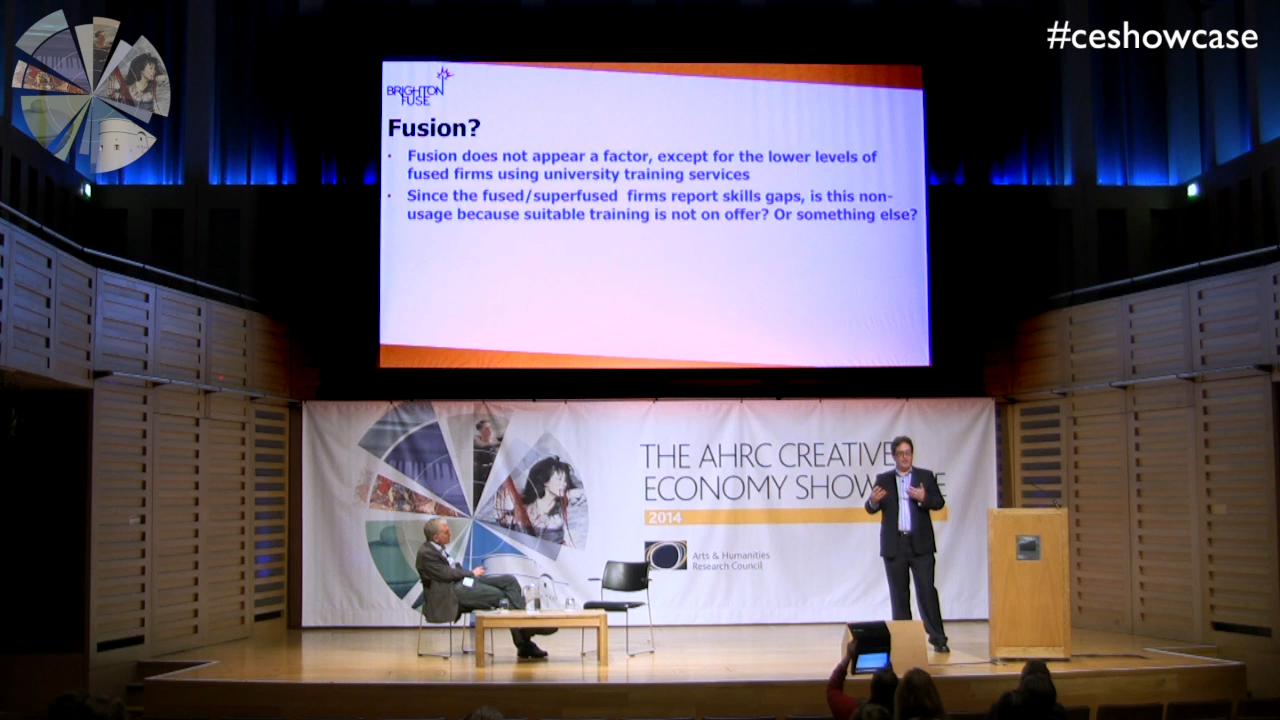 #ceshowcase
BRIGHTON
FUSE
Fusion?
• Fusion does not appear a factor, except for the lower levels of
fused firms using university training services
• Since the fused/superfused firms report skills gaps, is this non-
usage because suitable training is not on offer? Or something else?
THE AHRC CREATIVE
ECONOMY SHOW E
2014
Arts & Humanities
Research Council